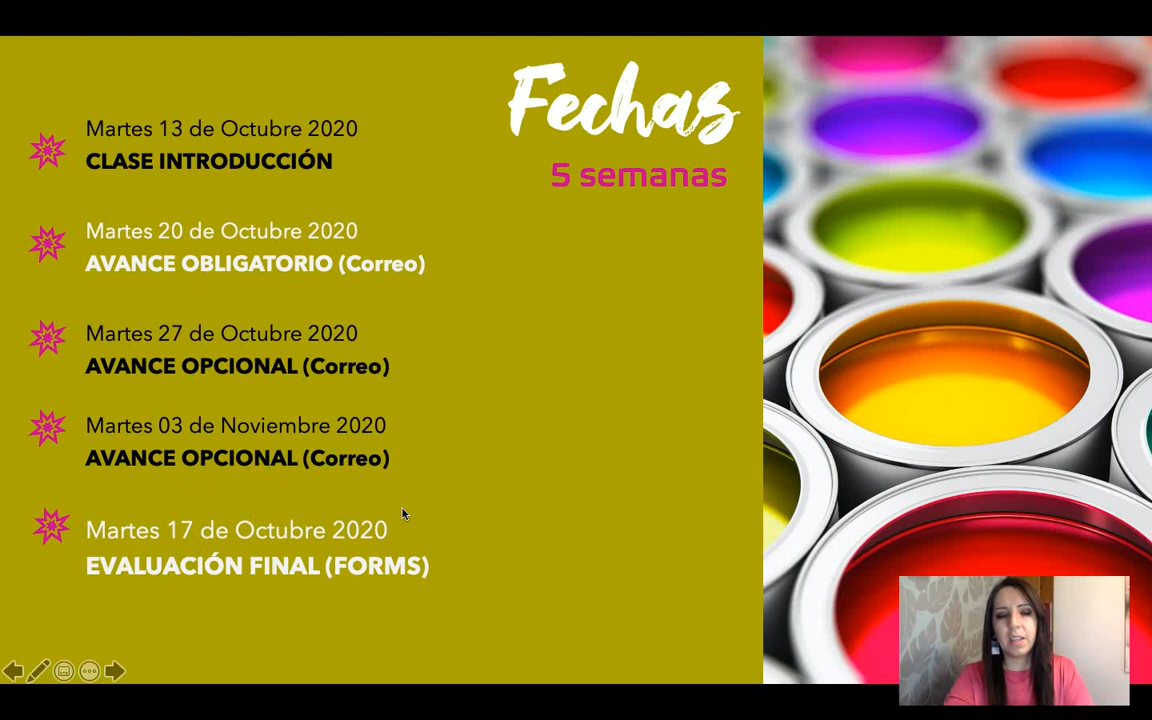 Fechas
5 semanas
Martes 13 de Octubre 2020
CLASE INTRODUCCIÓN
Martes 20 de Octubre 2020
AVANCE OBLIGATORIO (Correo)
Martes 27 de Octubre 2020
AVANCE OPCIONAL (Correo)
Martes 03 de Noviembre 2020
AVANCE OPCIONAL (Correo)
Martes 17 de Octubre 2020
EVALUACIÓN FINAL (FORMS)